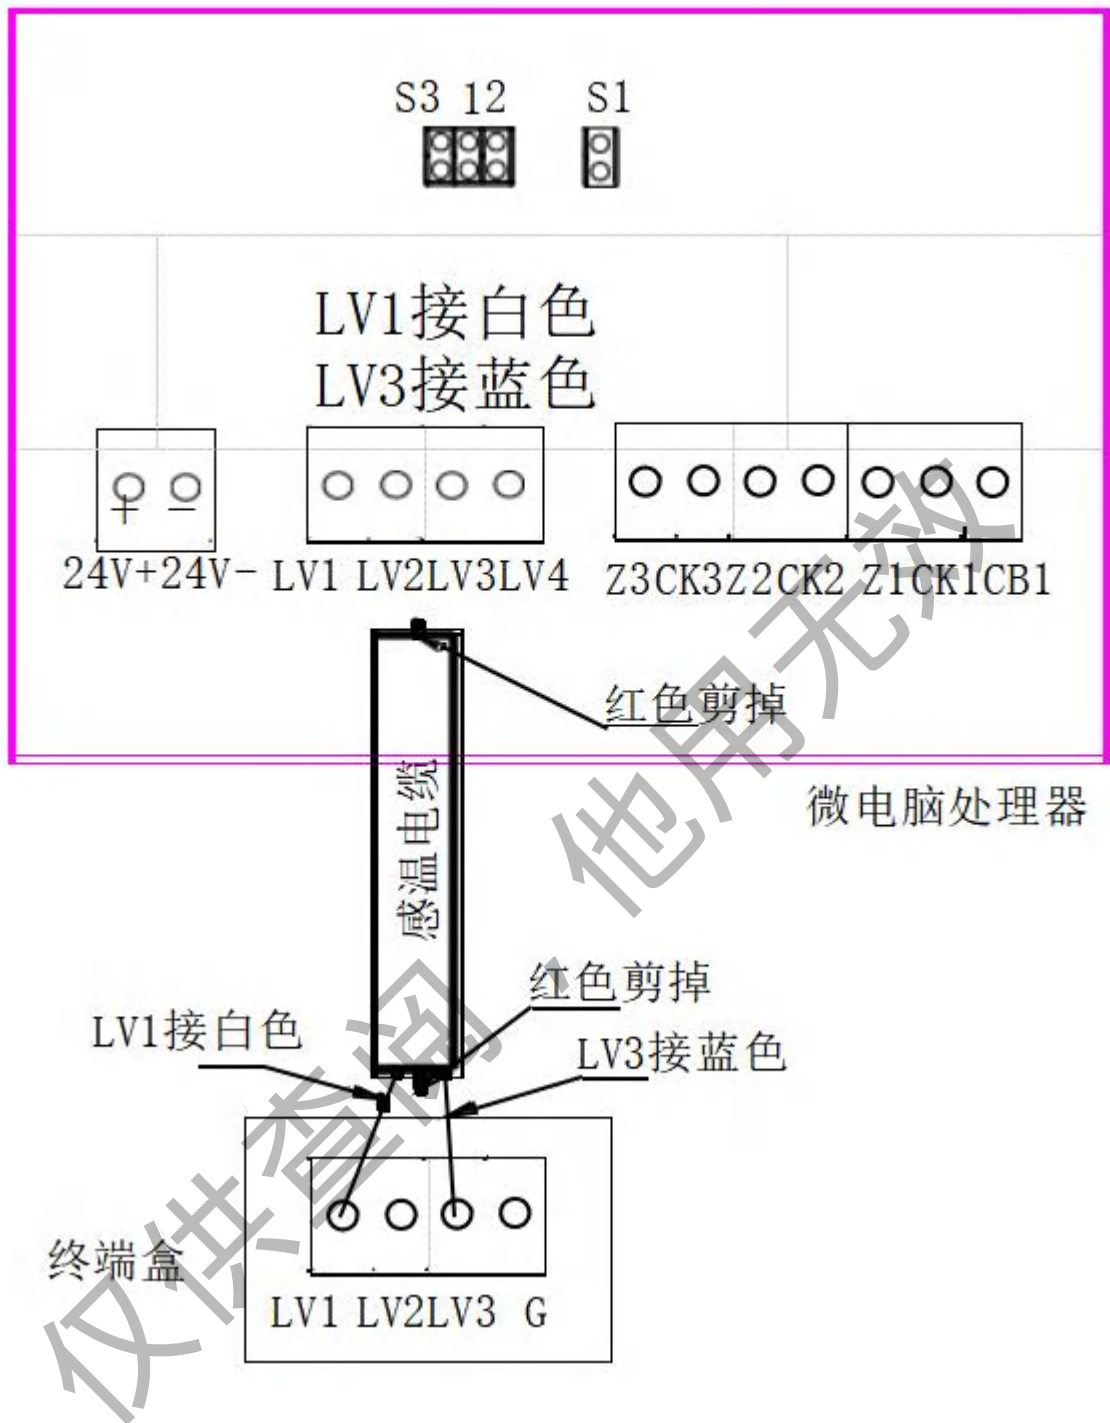 S3 12 S1
LV1接白色
LV3接蓝色
+ -
24V+24V- LV1 LV2LV3LV4 Z3CK3Z2CK2 Z1CK1CB1
红色剪掉
微电脑处理器
感温电缆
红色剪掉
LV1接白色
LV3接蓝色
终端盒
LV1 LV2LV3 G
仅供查阅，他用无效